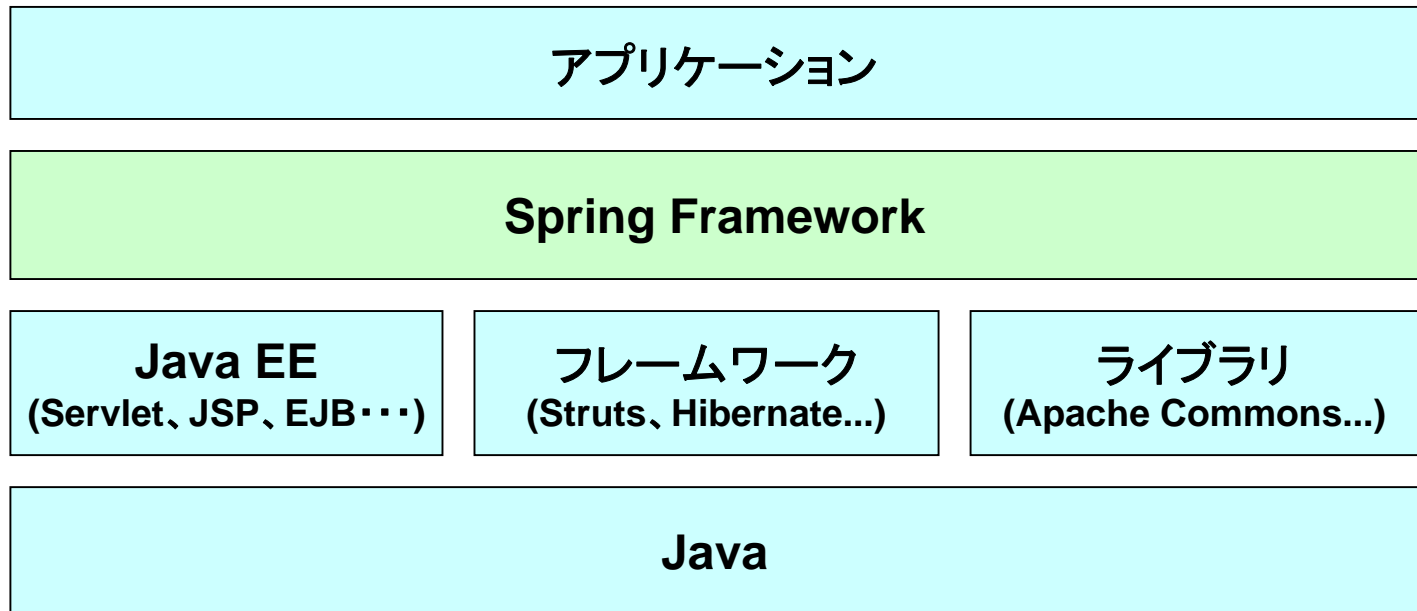 アプリケーション
Spring Framework
Java EE
(Servlet、JSP、EJB・・・)
フレームワーク
(Struts、Hibernate...)
ライブラリ
(Apache Commons...)
Java